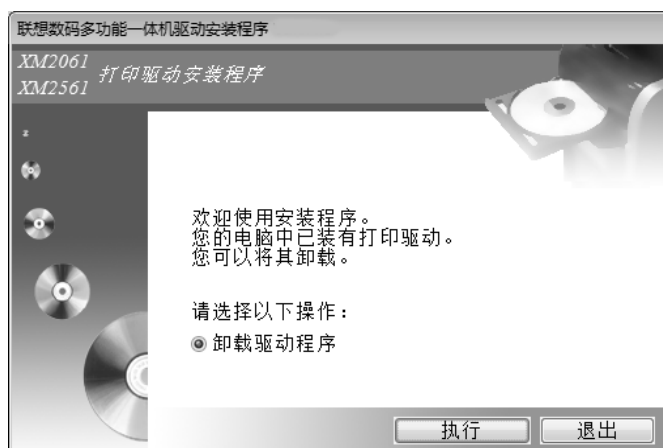 联想数码多功能一体机驱动安装程序
XM2061
XM2561
打印驱动安装程序
欢迎使用安装程序。
您的电脑中已装有打印驱动。
您可以将其卸载。
请选择以下操作：
卸载驱动程序
执行
退出